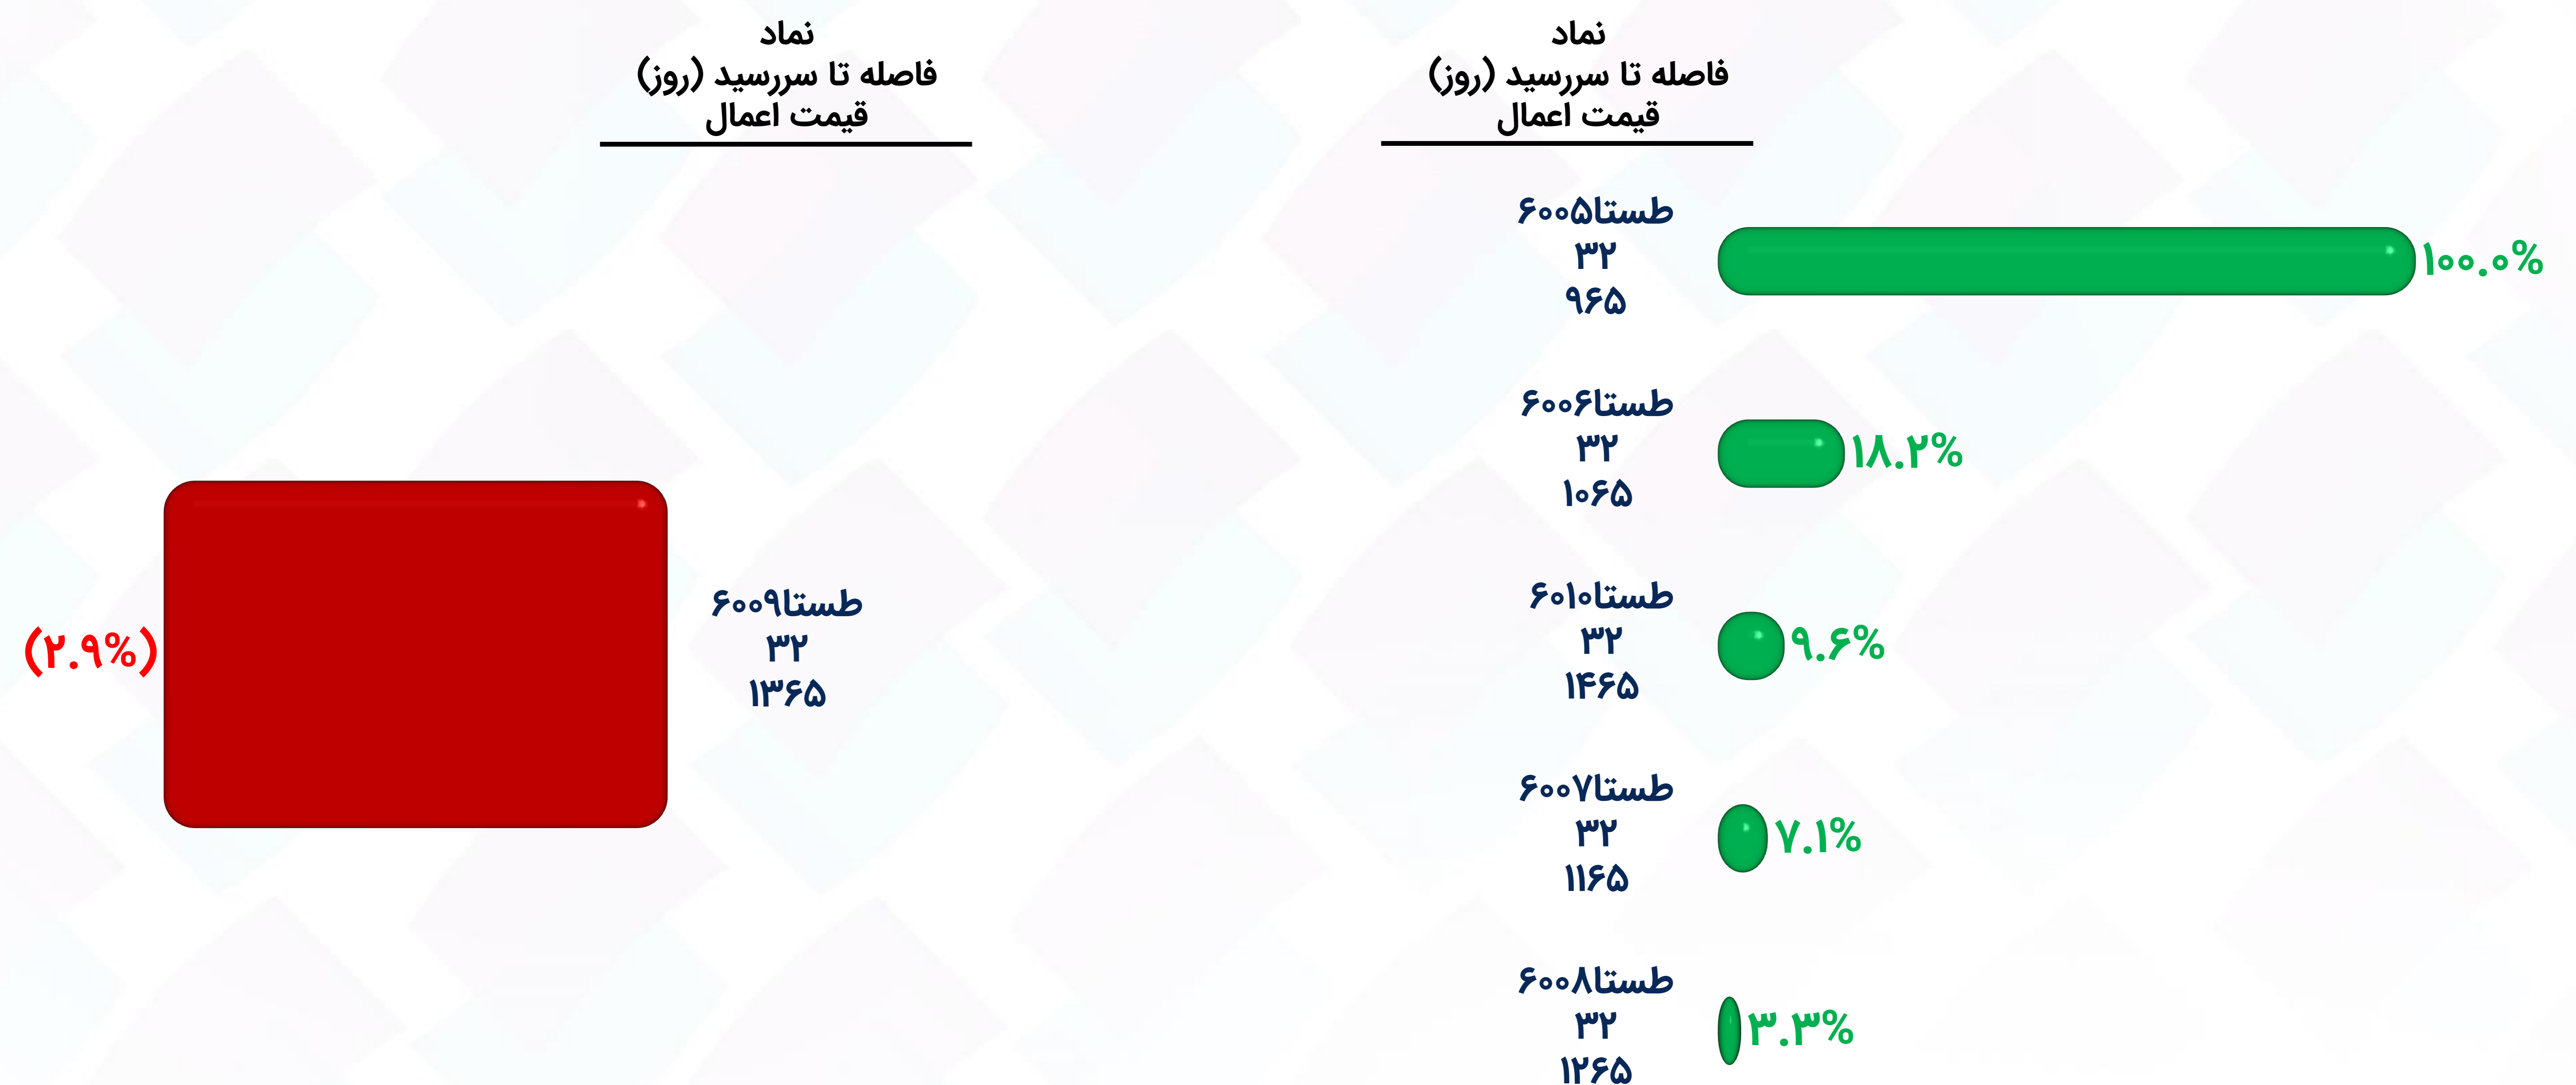 نماد
فاصله تا سررسید (روز)
قیمت اعمال
طستا۶۰۰۵
۳۲
۹۶۵
۱۰۰.۰%
طستا۶۰۰۶
۳۲
۱۰۶۵
۱۸.۲%
طستا۶۰۱۰
۳۲
۱۴۶۵
۹.۶%
طستا۶۰۰۷
۳۲
۱۱۶۵
۷.۱%
طستا۶۰۰۸
۳۲
۱۲۶۵
۳.۳%
نماد
فاصله تا سررسید (روز)
قیمت اعمال
طستا۶۰۰۹
۳۲
۱۳۶۵
(۲.۹%)